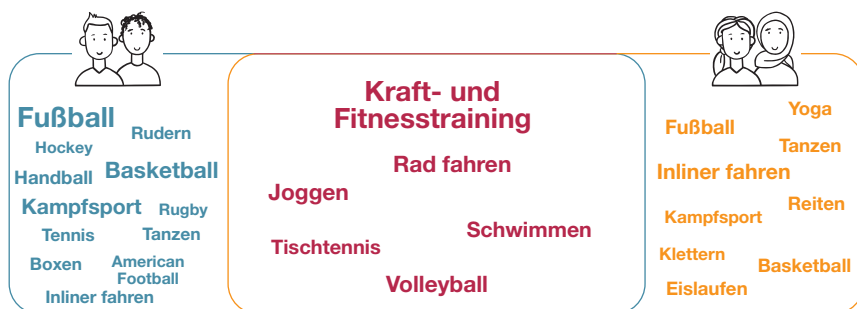 Fußball
Rudern
Hockey
Handball
Basketball
Kampfsport
Rugby
Tennis
Tanzen
Boxen
American
Football
Inliner fahren
Kraft- und
Fitnesstraining
Rad fahren
Joggen
Schwimmen
Tischtennis
Volleyball
Yoga
Fußball
Tanzen
Inliner fahren
Reiten
Kampfsport
Klettern
Basketball
Eislaufen